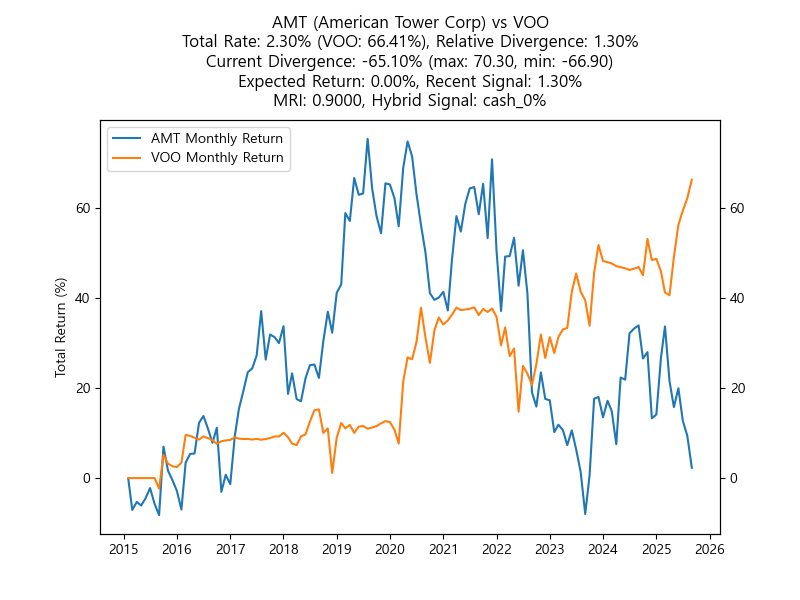 AMT (American Tower Corp) vs VOO
Total Rate: 2.30% (VOO: 66.41%), Relative Divergence: 1.30%
Current Divergence: -65.10% (max: 70.30, min: -66.90)
Expected Return: 0.00%, Recent Signal: 1.30%
MRI: 0.9000, Hybrid Signal: cash_0%
AMT Monthly Return
VOO Monthly Return
Total Return (%)
60 60
40 40
20 20
0 0
2015 2016 2017 2018 2019 2020 2021 2022 2023 2024 2025 2026